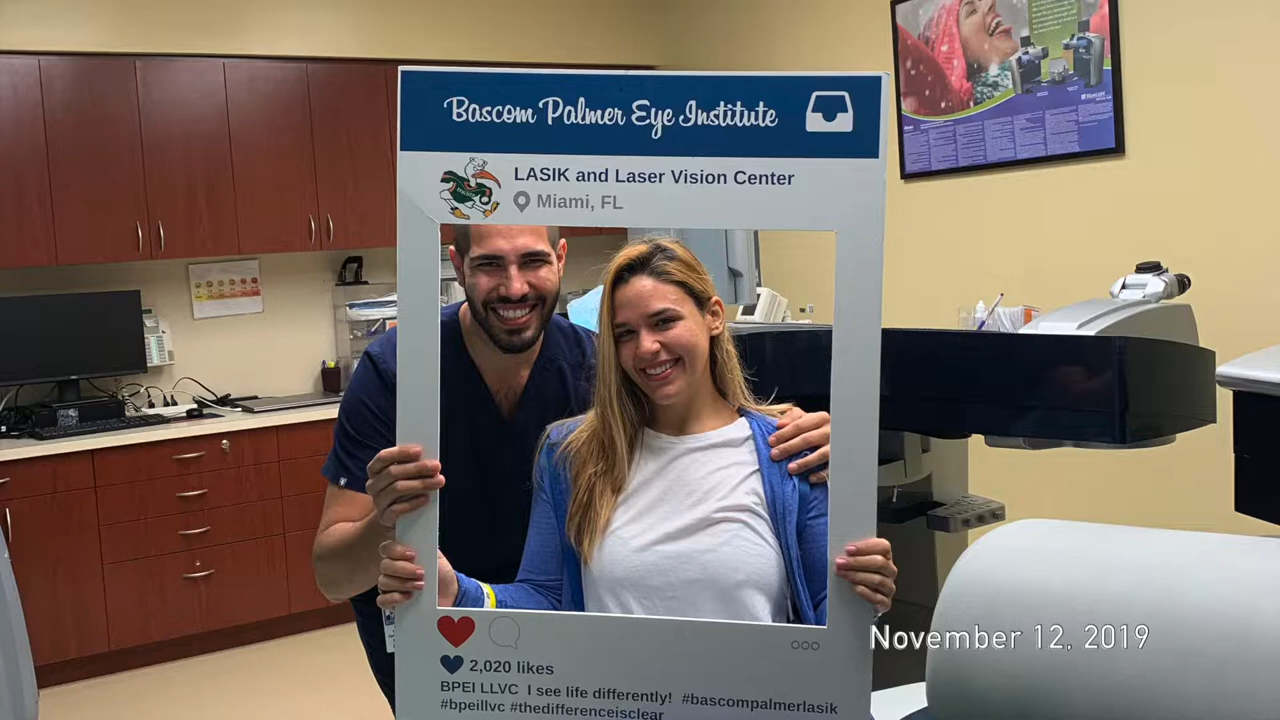 Bascom Palmer Eye Institute
LASIK and Laser Vision Center
Miami, FL
November 12, 2019
2,020 likes
BPEI LLVC I see life differently! #bascompalmerlasik
#bpeillvc #thedifferenceisclear